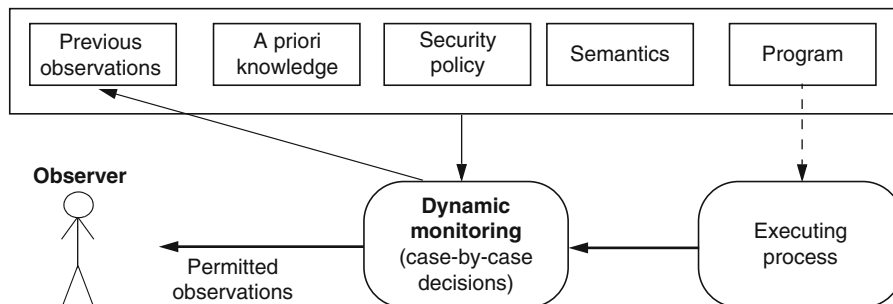 Previous
observations
A priori
knowledge
Security
policy
Semantics
Program
Observer
Permitted
observations
Dynamic
monitoring
(case-by-case
decisions)
Executing
process